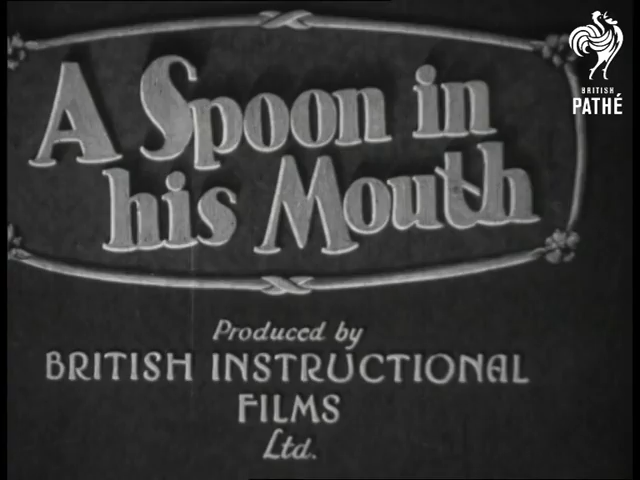 A Spoon in
his Mouth
Produced by
BRITISH INSTRUCTIONAL
FILMS
Ltd.
BRITISH
PATHÉ